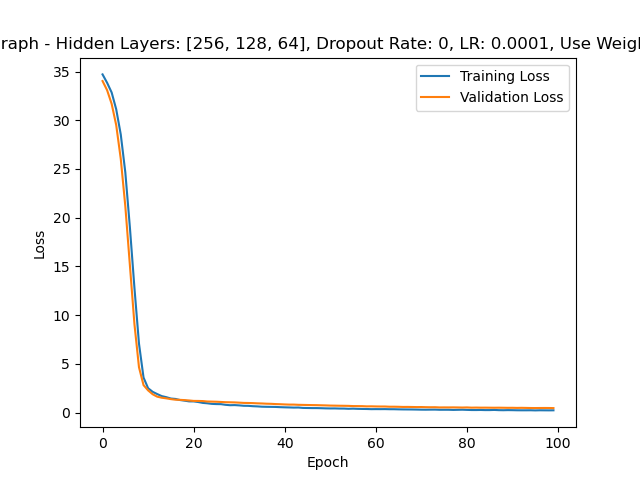 raph - Hidden Layers: [256, 128, 64], Dropout Rate: 0, LR: 0.0001, Use Weigl
Training Loss
Validation Loss
35
30
25
20
15
10
5
0
Loss
0 20 40 60 80 100
Epoch